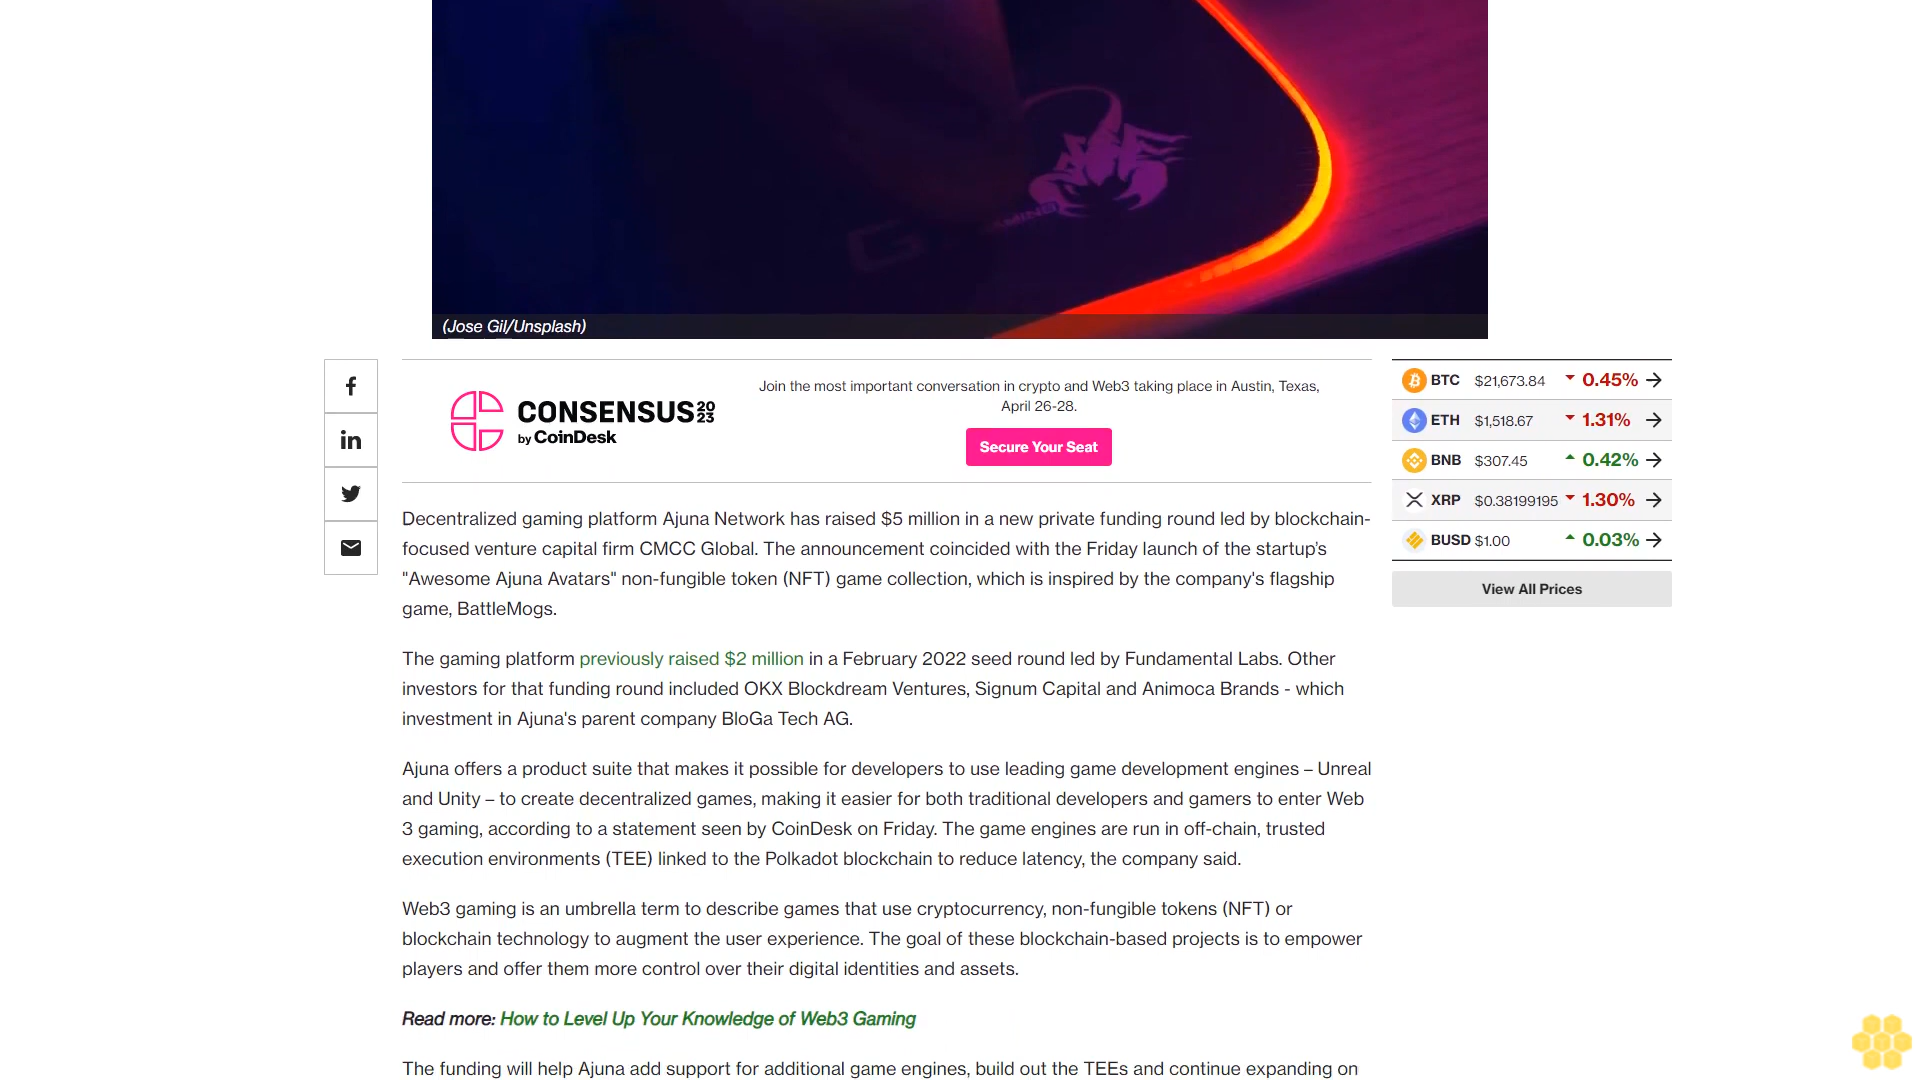 (Jose Gil/Unsplash)
CONSENSUS 2023
by CoinDesk
Join the most important conversation in crypto and Web3 taking place in Austin, Texas,
April 26-28.
Secure Your Seat
BTC $21,673.84 0.45%
ETH $1,518.67 1.31%
BNB $307.45 0.42%
XRP $0.38199195 1.30%
BUSD $1.00 0.03%
View All Prices
Decentralized gaming platform Ajuna Network has raised $5 million in a new private funding round led by blockchain-
focused venture capital firm CMCC Global. The announcement coincided with the Friday launch of the startup’s
"Awesome Ajuna Avatars" non-fungible token (NFT) game collection, which is inspired by the company's flagship
game, BattleMogs.
The gaming platform previously raised $2 million in a February 2022 seed round led by Fundamental Labs. Other
investors for that funding round included OKX Blockdream Ventures, Signum Capital and Animoca Brands - which
investment in Ajuna's parent company BloGa Tech AG.
Ajuna offers a product suite that makes it possible for developers to use leading game development engines – Unreal
and Unity – to create decentralized games, making it easier for both traditional developers and gamers to enter Web
3 gaming, according to a statement seen by CoinDesk on Friday. The game engines are run in off-chain, trusted
execution environments (TEE) linked to the Polkadot blockchain to reduce latency, the company said.
Web3 gaming is an umbrella term to describe games that use cryptocurrency, non-fungible tokens (NFT) or
blockchain technology to augment the user experience. The goal of these blockchain-based projects is to empower
players and offer them more control over their digital identities and assets.
Read more: How to Level Up Your Knowledge of Web3 Gaming
The funding will help Ajuna add support for additional game engines, build out the TEEs and continue expanding on